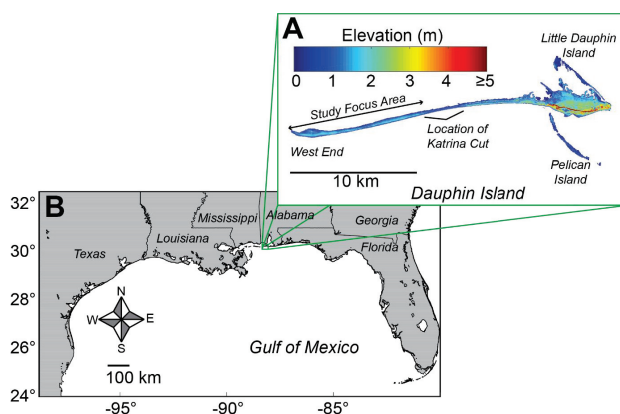 A
Elevation (m)
0 1 2 3 4 ≥5
Little Dauphin
Island
Study Focus Area
West End
Location of
Katrina Cut
Pelican
Island
10 km
Dauphin Island
B
32°
30°
28°
26°
24°
Mississippi
Alabama
Georgia
Louisiana
Texas
Florida
N
W E
S
Gulf of Mexico
100 km
-95° -90° -85°